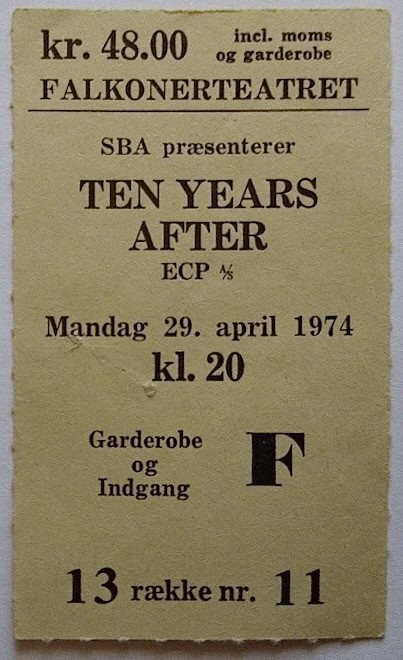 kr. 48.00 incl. moms
og garderobe
FALKONERTEATRET
SBA præsenterer
TEN YEARS
AFTER
ECP A/S
Mandag 29. april 1974
kl. 20
Garderobe
og
Indgang
F
13 række nr. 11